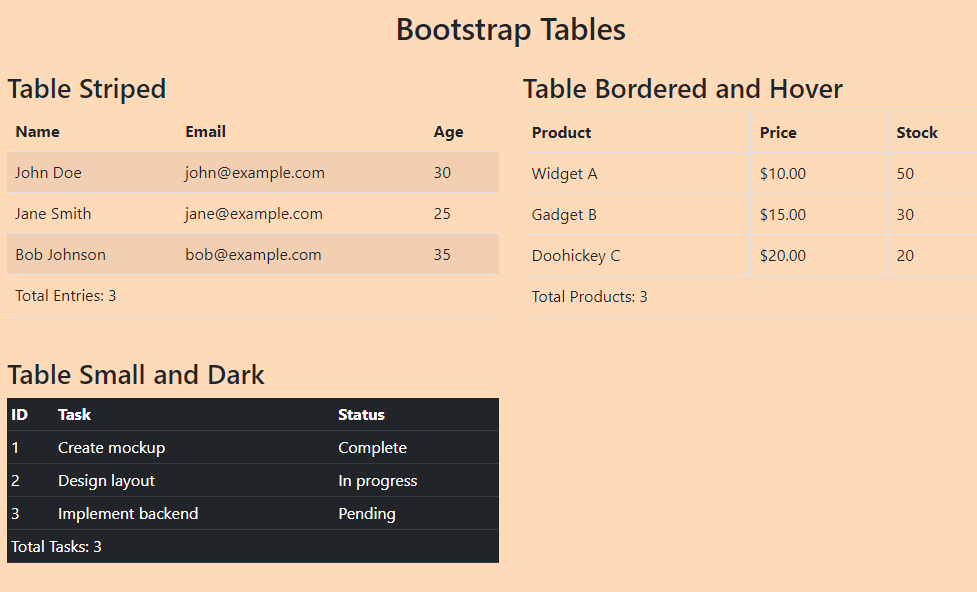 Bootstrap Tables
Table Striped
Name Email Age
John Doe john@example.com 30
Jane Smith jane@example.com 25
Bob Johnson bob@example.com 35
Total Entries: 3
Table Bordered and Hover
Product Price Stock
Widget A $10.00 50
Gadget B $15.00 30
Doohickey C $20.00 20
Total Products: 3
Table Small and Dark
ID Task Status
1 Create mockup Complete
2 Design layout In progress
3 Implement backend Pending
Total Tasks: 3